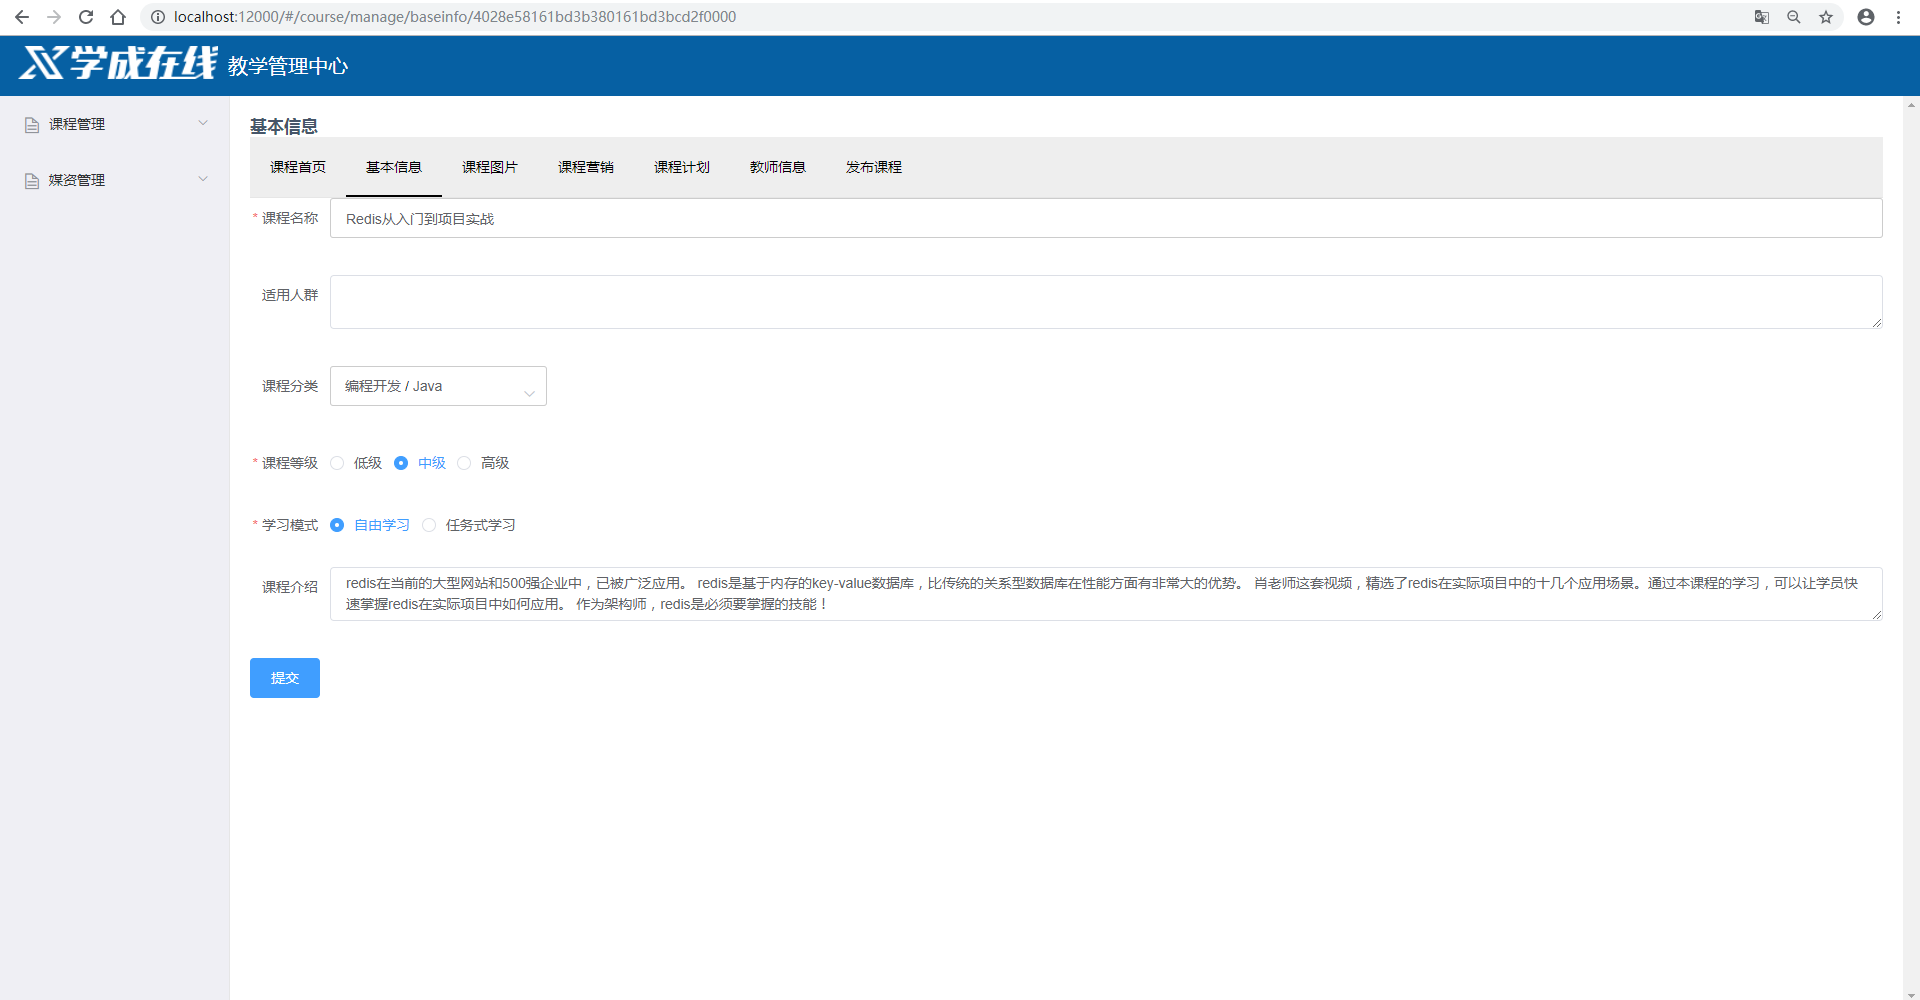 localhost:12000/#/course/manage/baseinfo/4028e58161bd3b380161bd3bcd2f0000
学成在线 教学管理中心
课程管理
媒资管理
基本信息
课程首页 基本信息 课程图片 课程营销 课程计划 教师信息 发布课程
* 课程名称 Redis从入门到项目实战
适用人群
课程分类 编程开发 / Java
* 课程等级 低级 中级 高级
* 学习模式 自由学习 任务式学习
课程介绍 redis在当前的大型网站和500强企业中，已被广泛应用。 redis是基于内存的key-value数据库，比传统的关系型数据库在性能方面有非常大的优势。 肖老师这套视频，精选了redis在实际项目中的十几个应用场景。通过本课程的学习，可以让学员快
速掌握redis在实际项目中如何应用。 作为架构师，redis是必须要掌握的技能！
提交